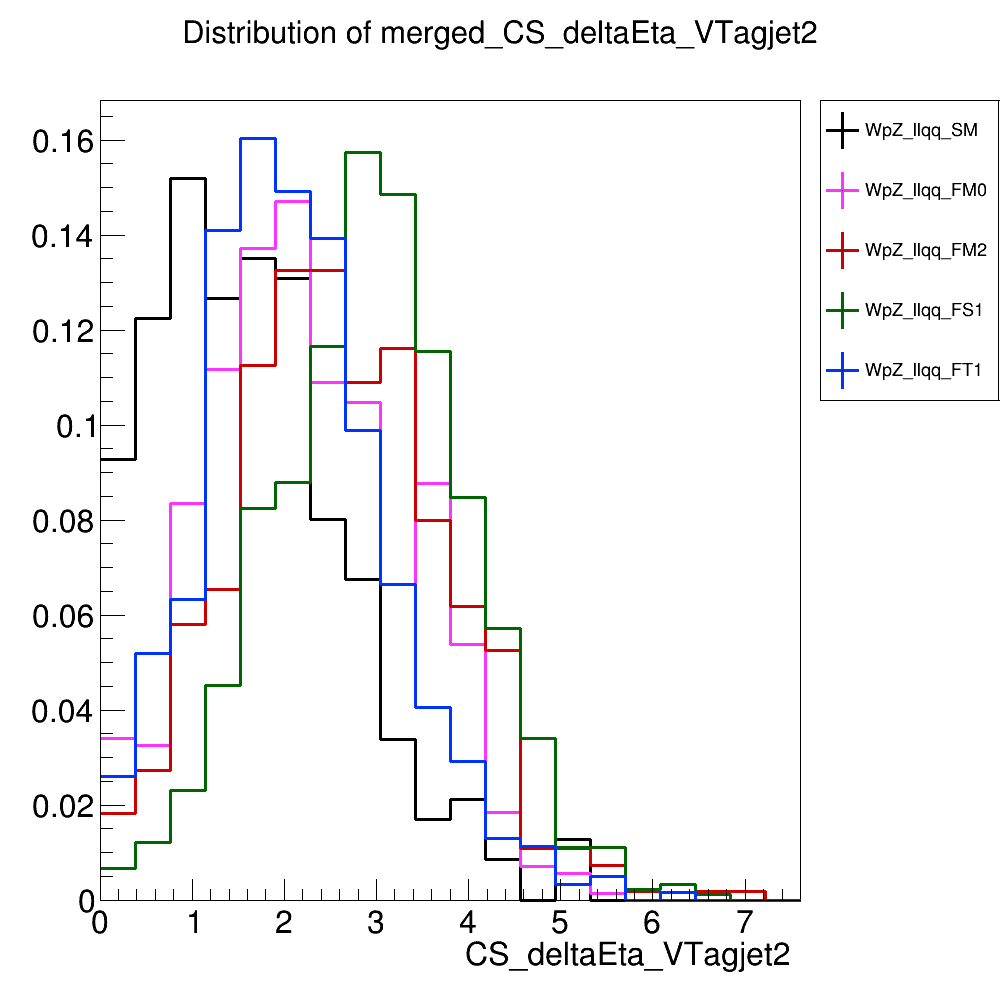 Distribution of merged_CS_deltaEta_VTagjet2
WpZ_llqq_SM
WpZ_llqq_FM0
WpZ_llqq_FM2
WpZ_llqq_FS1
WpZ_llqq_FT1
0.16
0.14
0.12
0.1
0.08
0.06
0.04
0.02
0
0 1 2 3 4 5 6 7
CS_deltaEta_VTagjet2